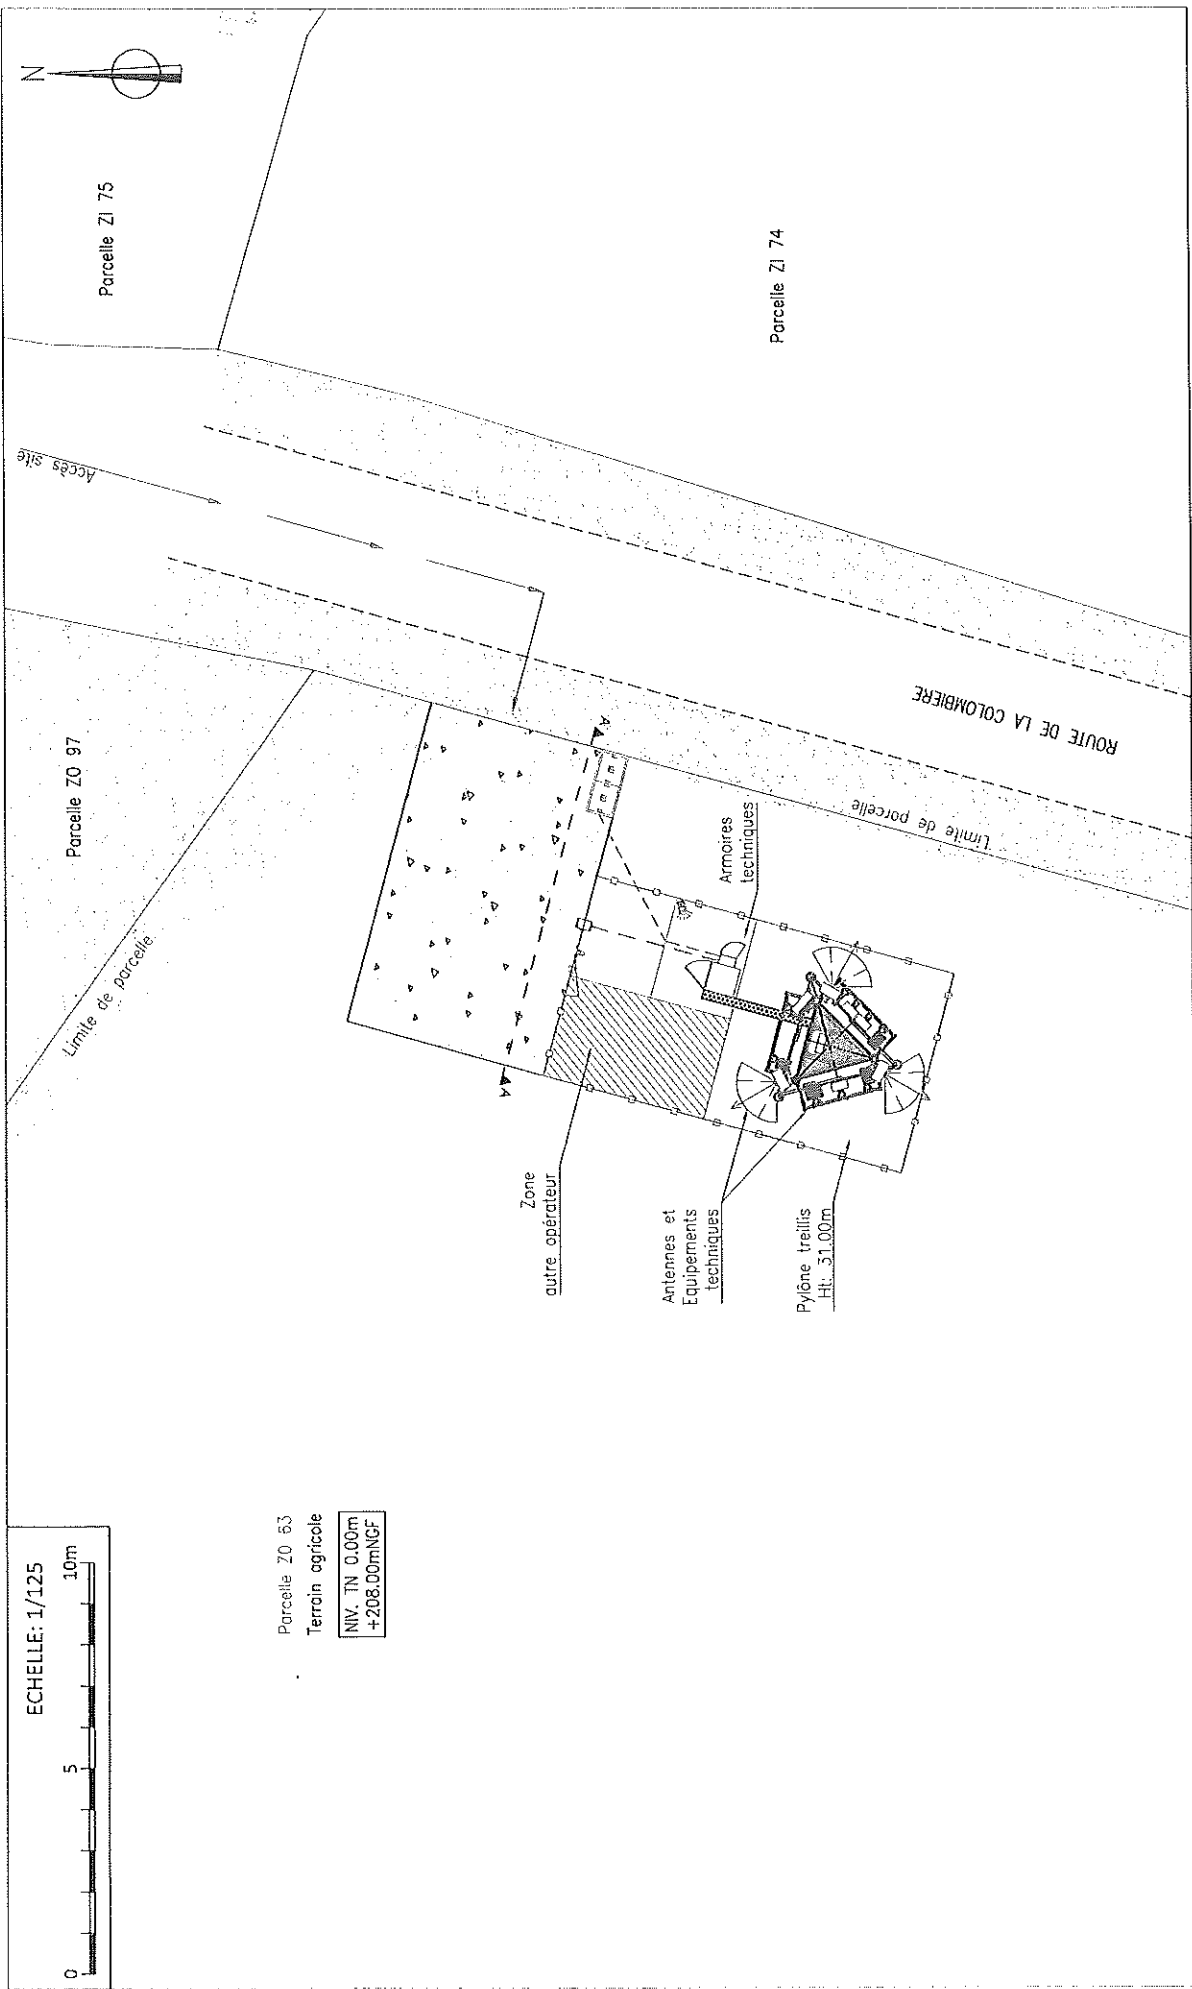 ECHELLE: 1/125
0
5
10m
Parcelle ZO 63
Terrain agricole
NIV. TN 0.00m
+208.00mNGF
Limite de parcelle
Parcelle ZO 97
Parcelle ZI 75
N
Accès site
Parcelle ZI 74
A
A
Zone
autre opérateur
Antennes et
Equipements
techniques
Pylône treillis
Ht: 31.00m
Armoires
techniques
Limite de parcelle
ROUTE DE LA COLOMBIERE